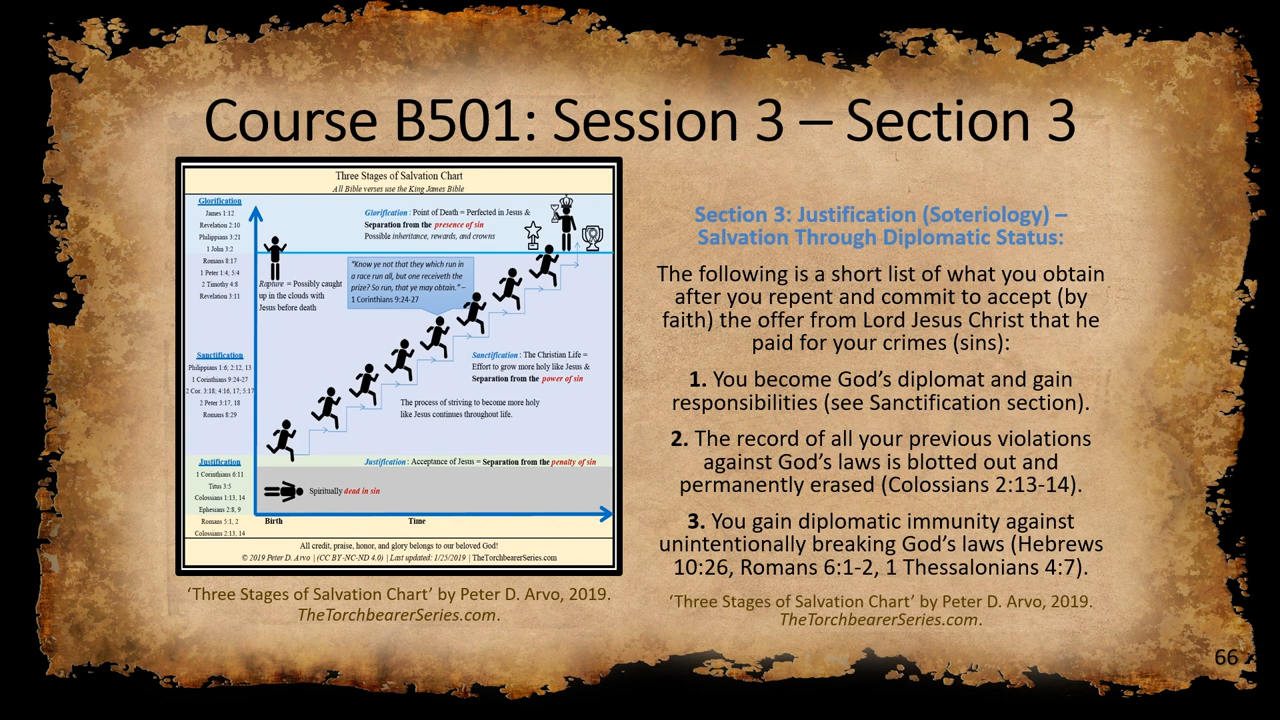 Course B501: Session 3 – Section 3
Three Stages of Salvation Chart
All Bible verses use the King James Bible
Glorification
James 1:12
Revelation 2:10
Philippians 3:21
1 John 3:2
Romans 8:17
1 Peter 1:4; 5:4
2 Timothy 4:8
Revelation 3:11
Sanctification
Philippians 1:6; 2:12, 13
1 Corinthians 9:24-27
2 Cor. 3:18; 4:16, 17; 5:17
2 Peter 3:17, 18
Romans 8:29
Justification
1 Corinthians 6:11
Titus 3:5
Colossians 1:13, 14
Ephesians 2:8, 9
Romans 5:1, 2
Colossians 2:13, 14
Glorification: Point of Death = Perfected in Jesus &
Separation from the presence of sin
Possible inheritance, rewards, and crowns
Rapture = Possibly caught
up in the clouds with
Jesus before death
“Know ye not that they which run in
a race run all, but one receiveth the
prize? So run, that ye may obtain.” –
1 Corinthians 9:24-27
Sanctification: The Christian Life =
Effort to grow more holy like Jesus &
Separation from the power of sin
The process of striving to become more holy
like Jesus continues throughout life.
Justification: Acceptance of Jesus = Separation from the penalty of sin
Spiritually dead in sin
Birth
Time
All credit, praise, honor, and glory belongs to our beloved God!
© 2019 Peter D. Arvo | (CC BY-NC-ND 4.0) | Last updated: 1/25/2019 | TheTorchbearerSeries.com
‘Three Stages of Salvation Chart’ by Peter D. Arvo, 2019.
TheTorchbearerSeries.com.
Section 3: Justification (Soteriology) –
Salvation Through Diplomatic Status:
The following is a short list of what you obtain
after you repent and commit to accept (by
faith) the offer from Lord Jesus Christ that he
paid for your crimes (sins):
1. You become God’s diplomat and gain
responsibilities (see Sanctification section).
2. The record of all your previous violations
against God’s laws is blotted out and
permanently erased (Colossians 2:13-14).
3. You gain diplomatic immunity against
unintentionally breaking God’s laws (Hebrews
10:26, Romans 6:1-2, 1 Thessalonians 4:7).
‘Three Stages of Salvation Chart’ by Peter D. Arvo, 2019.
TheTorchbearerSeries.com.
66